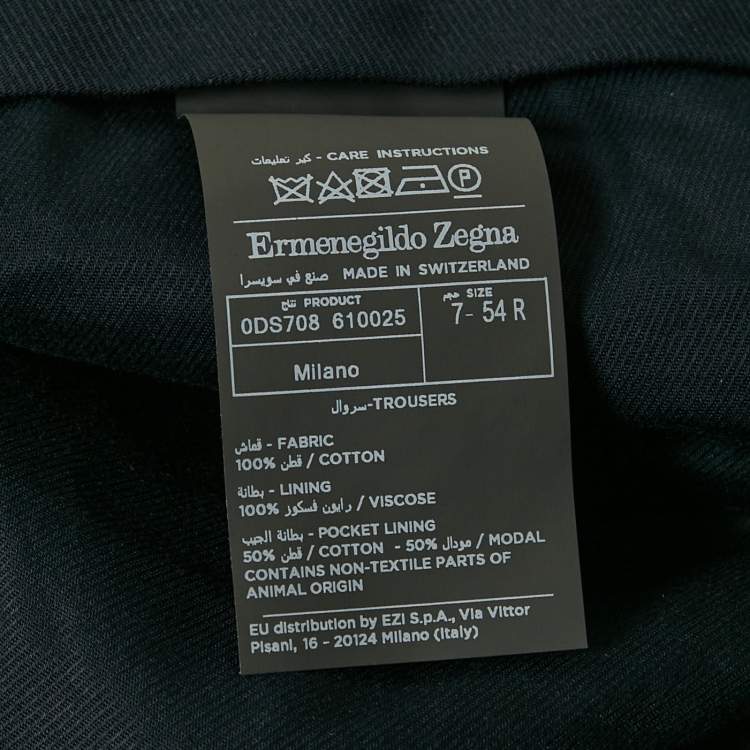 كير تعليمات - CARE INSTRUCTIONS
P
Ermenegildo Zegna
صنع في سويسرا MADE IN SWITZERLAND
نتاج PRODUCT
0DS708 610025
Milano
حجم SIZE
7- 54 R
سروال-TROUSERS
قماش - FABRIC
100% قطن / COTTON
بطانة - LINING
100% رايون فسكوز / VISCOSE
بطانة الجيب - POCKET LINING
50% قطن / COTTON - 50% مودال / MODAL
CONTAINS NON-TEXTILE PARTS OF
ANIMAL ORIGIN
EU distribution by EZI S.p.A., Via Vittor
Pisani, 16 - 20124 Milano (Italy)